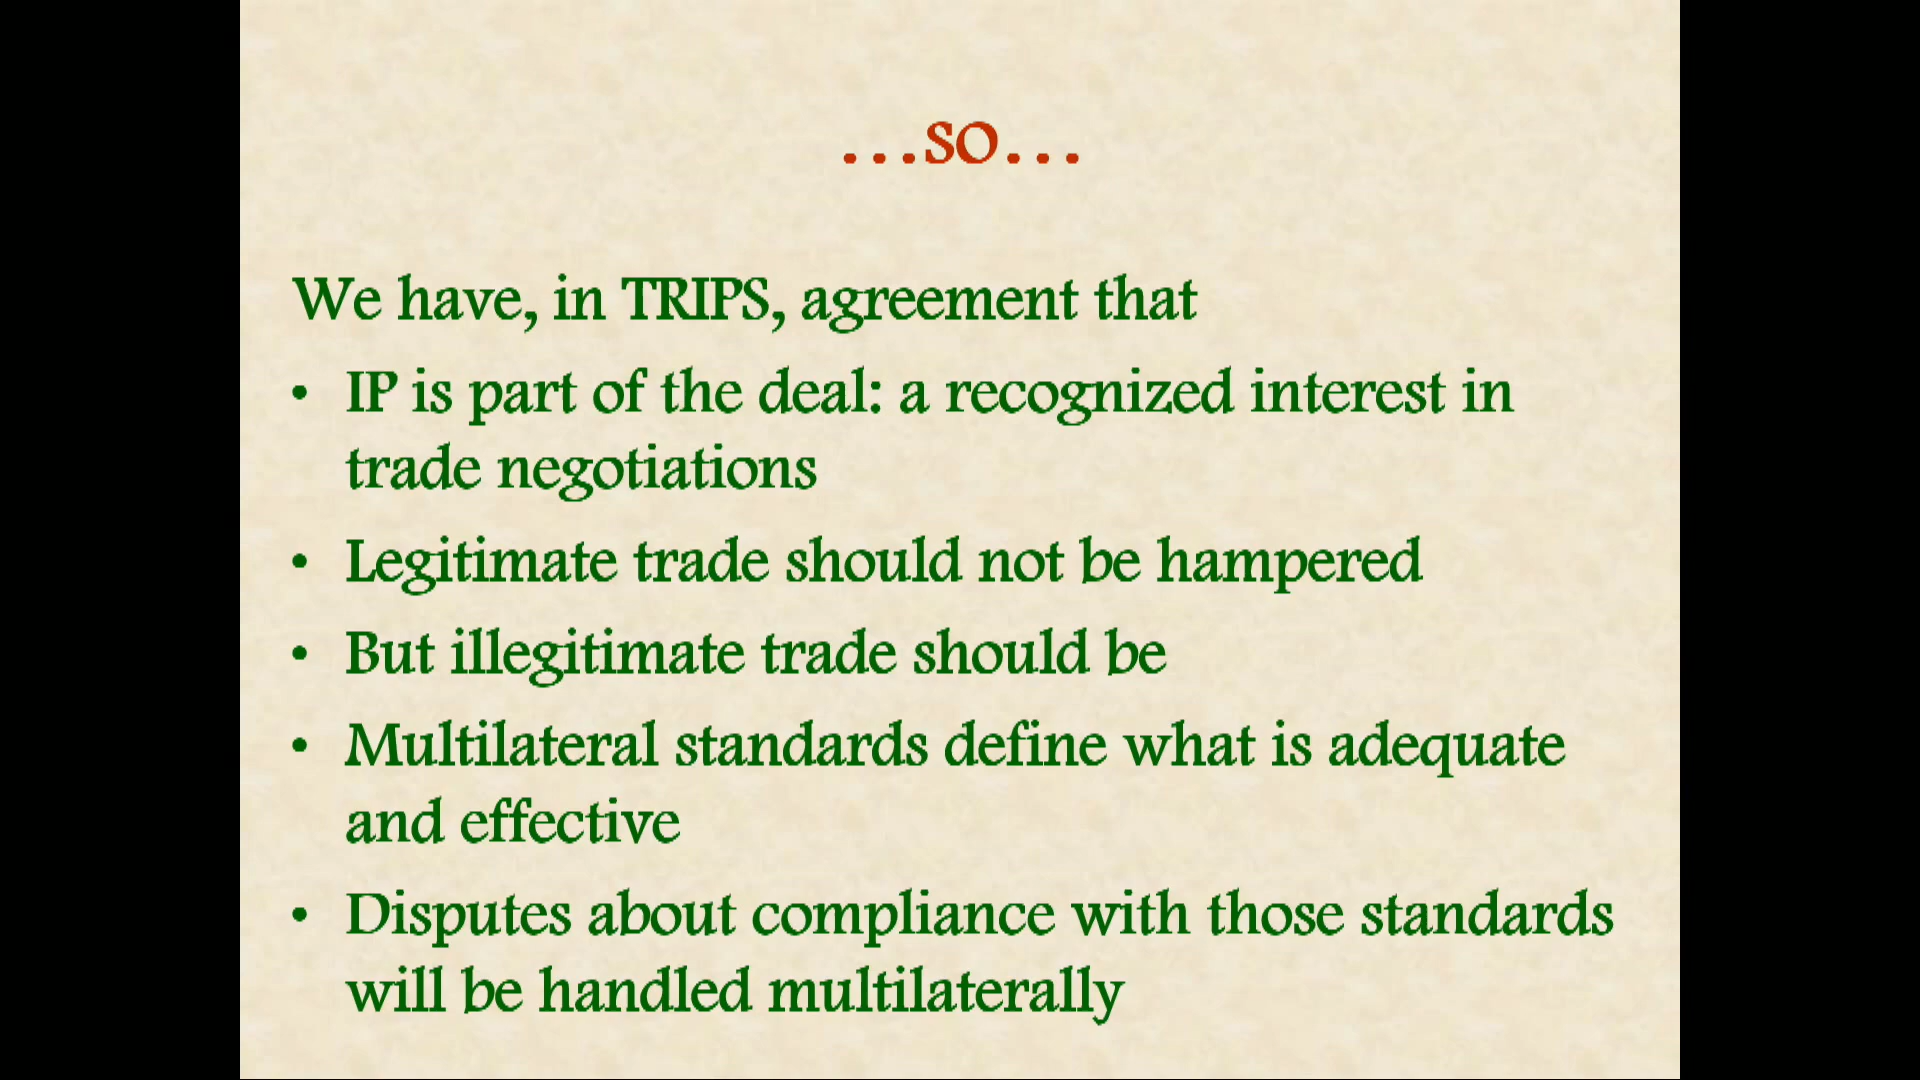 ...so...
We have, in TRIPS, agreement that
• IP is part of the deal: a recognized interest in
trade negotiations
• Legitimate trade should not be hampered
• But illegitimate trade should be
• Multilateral standards define what is adequate
and effective
• Disputes about compliance with those standards
will be handled multilaterally